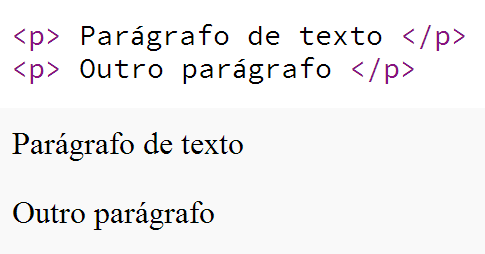 <p> Parágrafo de texto </p>
<p> Outro parágrafo </p>
Parágrafo de texto
Outro parágrafo